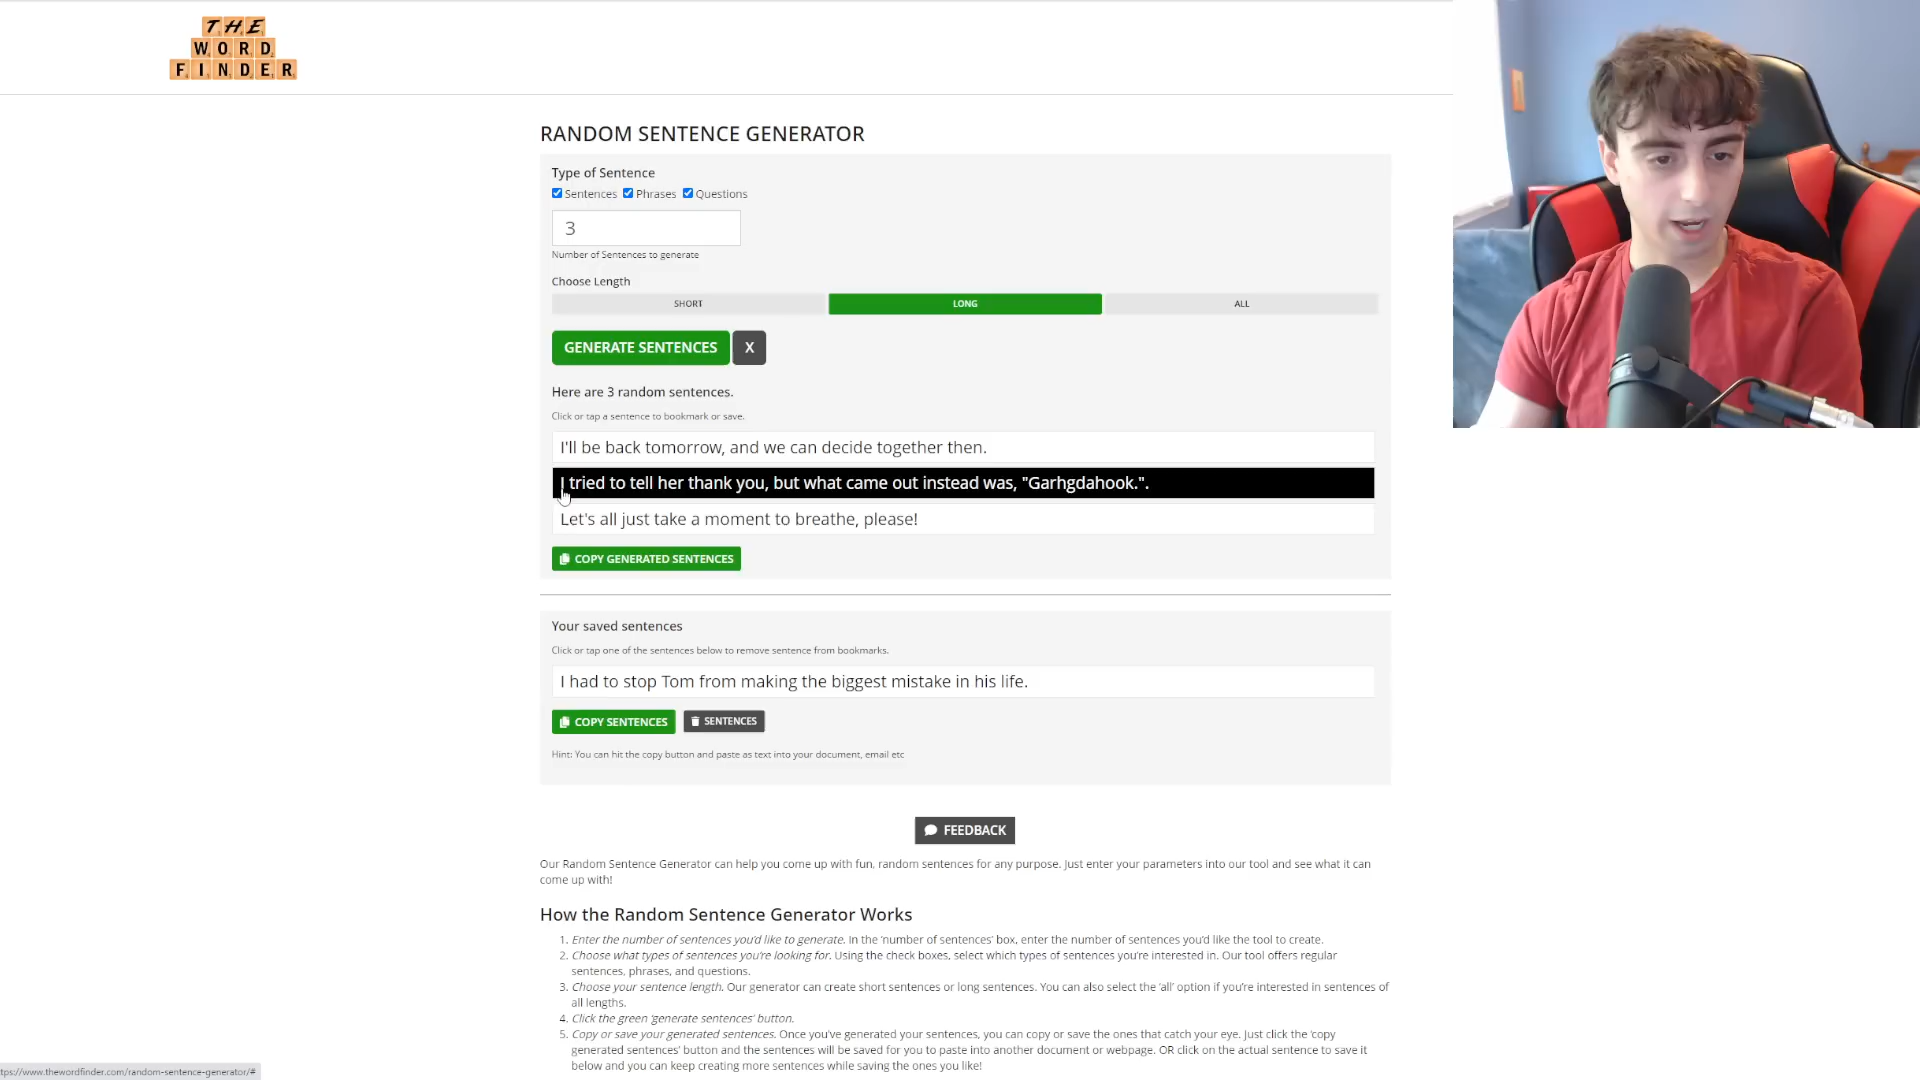 THE
WORD
FINDER
RANDOM SENTENCE GENERATOR
Type of Sentence
Sentences Phrases Questions
3
Number of Sentences to generate
Choose Length
SHORT LONG ALL
GENERATE SENTENCES X
Here are 3 random sentences.
Click or tap a sentence to bookmark or save.
I'll be back tomorrow, and we can decide together then.
I tried to tell her thank you, but what came out instead was, "Garhgdahook.".
Let's all just take a moment to breathe, please!
COPY GENERATED SENTENCES
Your saved sentences
Click or tap one of the sentences below to remove sentence from bookmarks.
I had to stop Tom from making the biggest mistake in his life.
COPY SENTENCES SENTENCES
Hint: You can hit the copy button and paste as text into your document, email etc
FEEDBACK
Our Random Sentence Generator can help you come up with fun, random sentences for any purpose. Just enter your parameters into our tool and see what it can
come up with!
How the Random Sentence Generator Works
1. Enter the number of sentences you'd like to generate. In the 'number of sentences' box, enter the number of sentences you'd like the tool to create.
2. Choose what types of sentences you're looking for. Using the check boxes, select which types of sentences you're interested in. Our tool offers regular
sentences, phrases, and questions.
3. Choose your sentence length. Our generator can create short sentences or long sentences. You can also select the 'all' option if you're interested in sentences of
all lengths.
4. Click the green 'generate sentences' button.
5. Copy or save your generated sentences. Once you've generated your sentences, you can copy or save the ones that catch your eye. Just click the 'copy
generated sentences' button and the sentences will be saved for you to paste into another document or webpage. OR click on the actual sentence to save it
below and you can keep creating more sentences while saving the ones you like!
tps://www.thewordfinder.com/random-sentence-generator/#